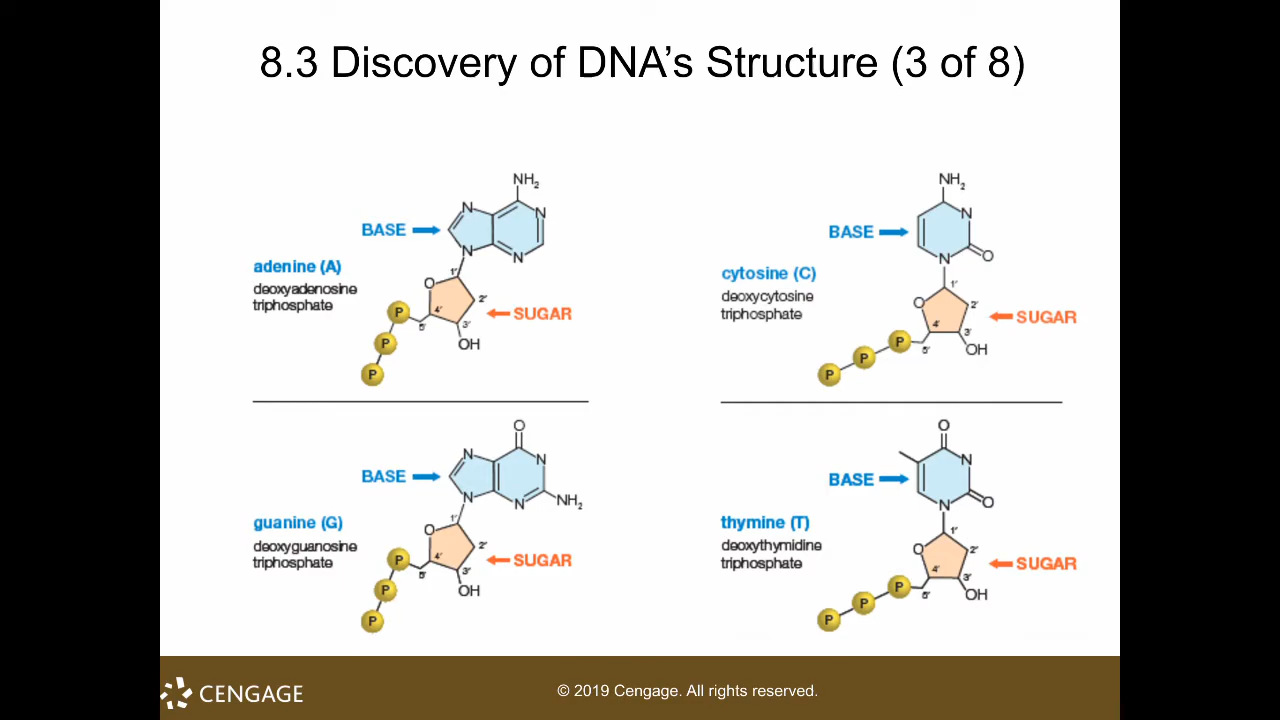 8.3 Discovery of DNA’s Structure (3 of 8)
NH2
N
N
BASE
N
N
adenine (A)
deoxyadenosine
triphosphate
O
1'
2'
4'
3'
5'
SUGAR
OH
P
P
P
NH2
N
BASE
O
N
cytosine (C)
deoxycytosine
triphosphate
O
1'
2'
4'
3'
5'
SUGAR
OH
P
P
P
O
N
N
BASE
N
N
NH2
guanine (G)
deoxyguanosine
triphosphate
O
1'
2'
4'
3'
5'
SUGAR
OH
P
P
P
O
N
BASE
O
N
thymine (T)
deoxythymidine
triphosphate
O
1'
2'
4'
3'
5'
SUGAR
OH
P
P
P
CENGAGE
© 2019 Cengage. All rights reserved.